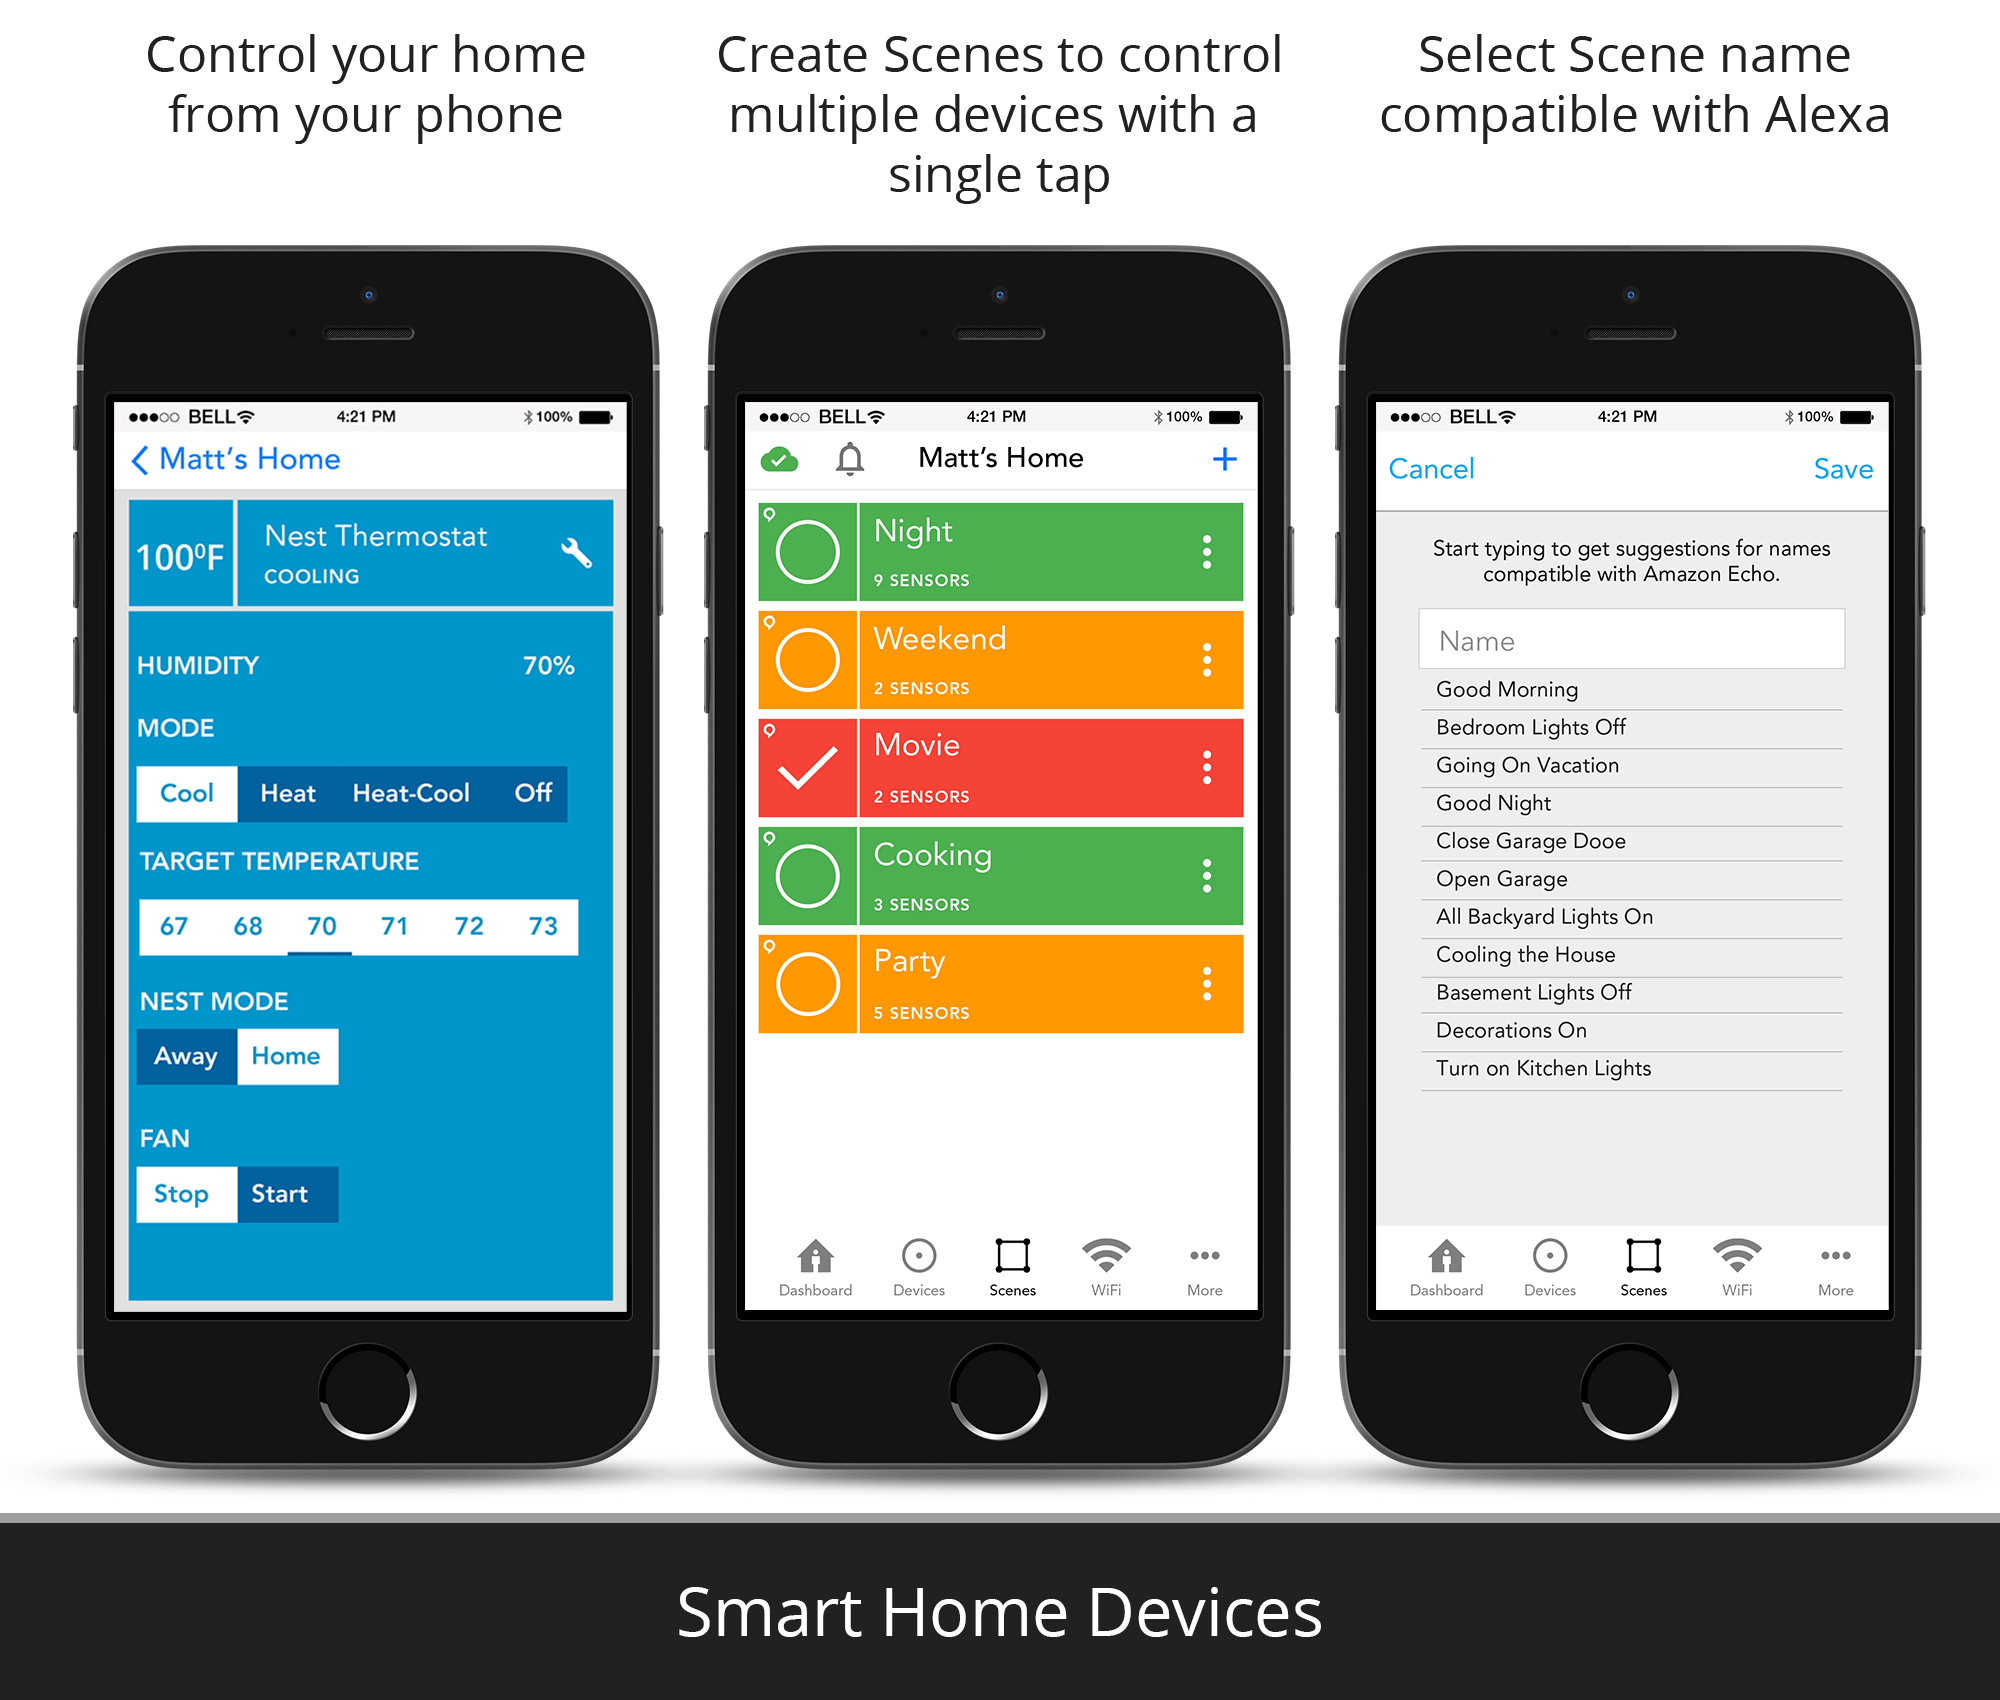 Control your home
from your phone
Create Scenes to control
multiple devices with a
single tap
Select Scene name
compatible with Alexa
BELL 4:21 PM 100%
Matt's Home
100°F
Nest Thermostat
COOLING
HUMIDITY 70%
MODE
Cool Heat Heat-Cool Off
TARGET TEMPERATURE
67 68 70 71 72 73
NEST MODE
Away Home
FAN
Stop Start
BELL 4:21 PM 100%
Matt's Home +
Night
9 SENSORS
Weekend
2 SENSORS
Movie
2 SENSORS
Cooking
3 SENSORS
Party
5 SENSORS
Dashboard Devices Scenes WiFi More
BELL 4:21 PM 100%
Cancel Save
Start typing to get suggestions for names
compatible with Amazon Echo.
Name
Good Morning
Bedroom Lights Off
Going On Vacation
Good Night
Close Garage Dooe
Open Garage
All Backyard Lights On
Cooling the House
Basement Lights Off
Decorations On
Turn on Kitchen Lights
Dashboard Devices Scenes WiFi More
Smart Home Devices